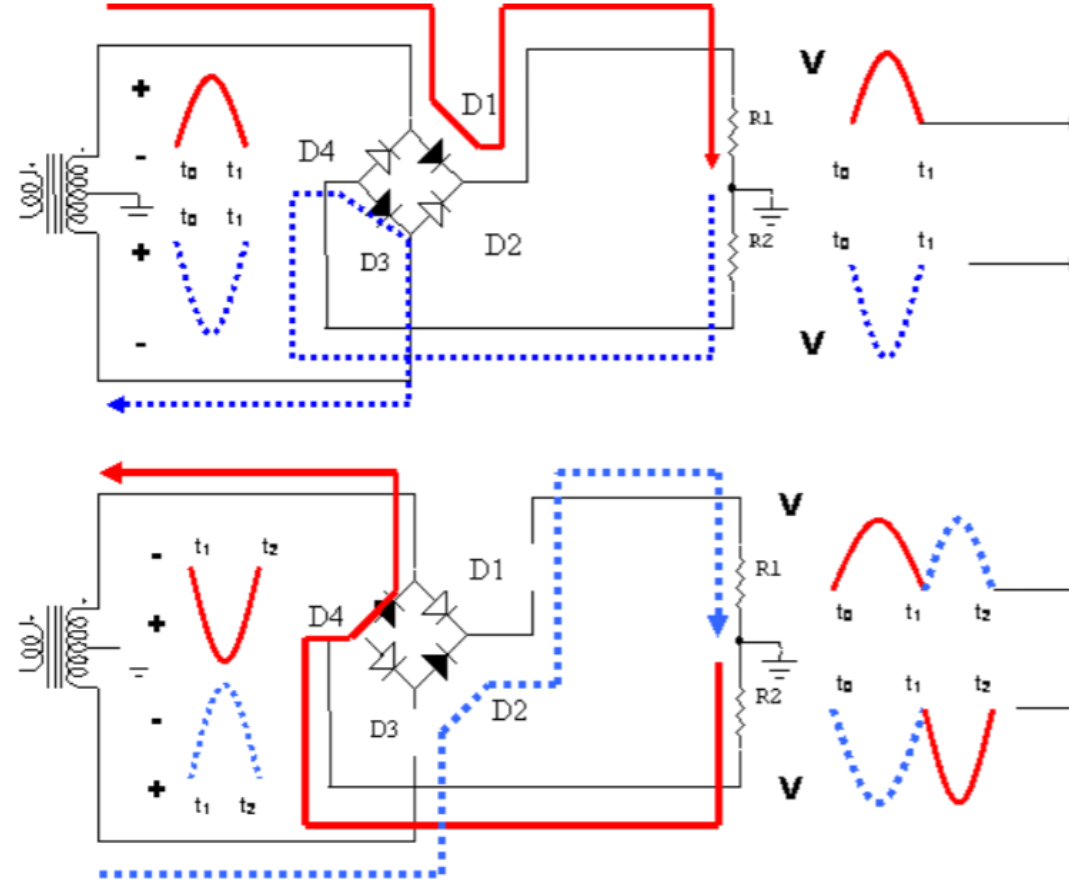 V
+
D1
R1
D4
-
t0 t1
t0 t1
t0 t1
t0 t1
+
D2
R2
D3
-
V
V
-
t1 t2
D1
R1
D4
+
t0 t1 t2
t0 t1 t2
-
D2
R2
D3
+
V
t1 t2